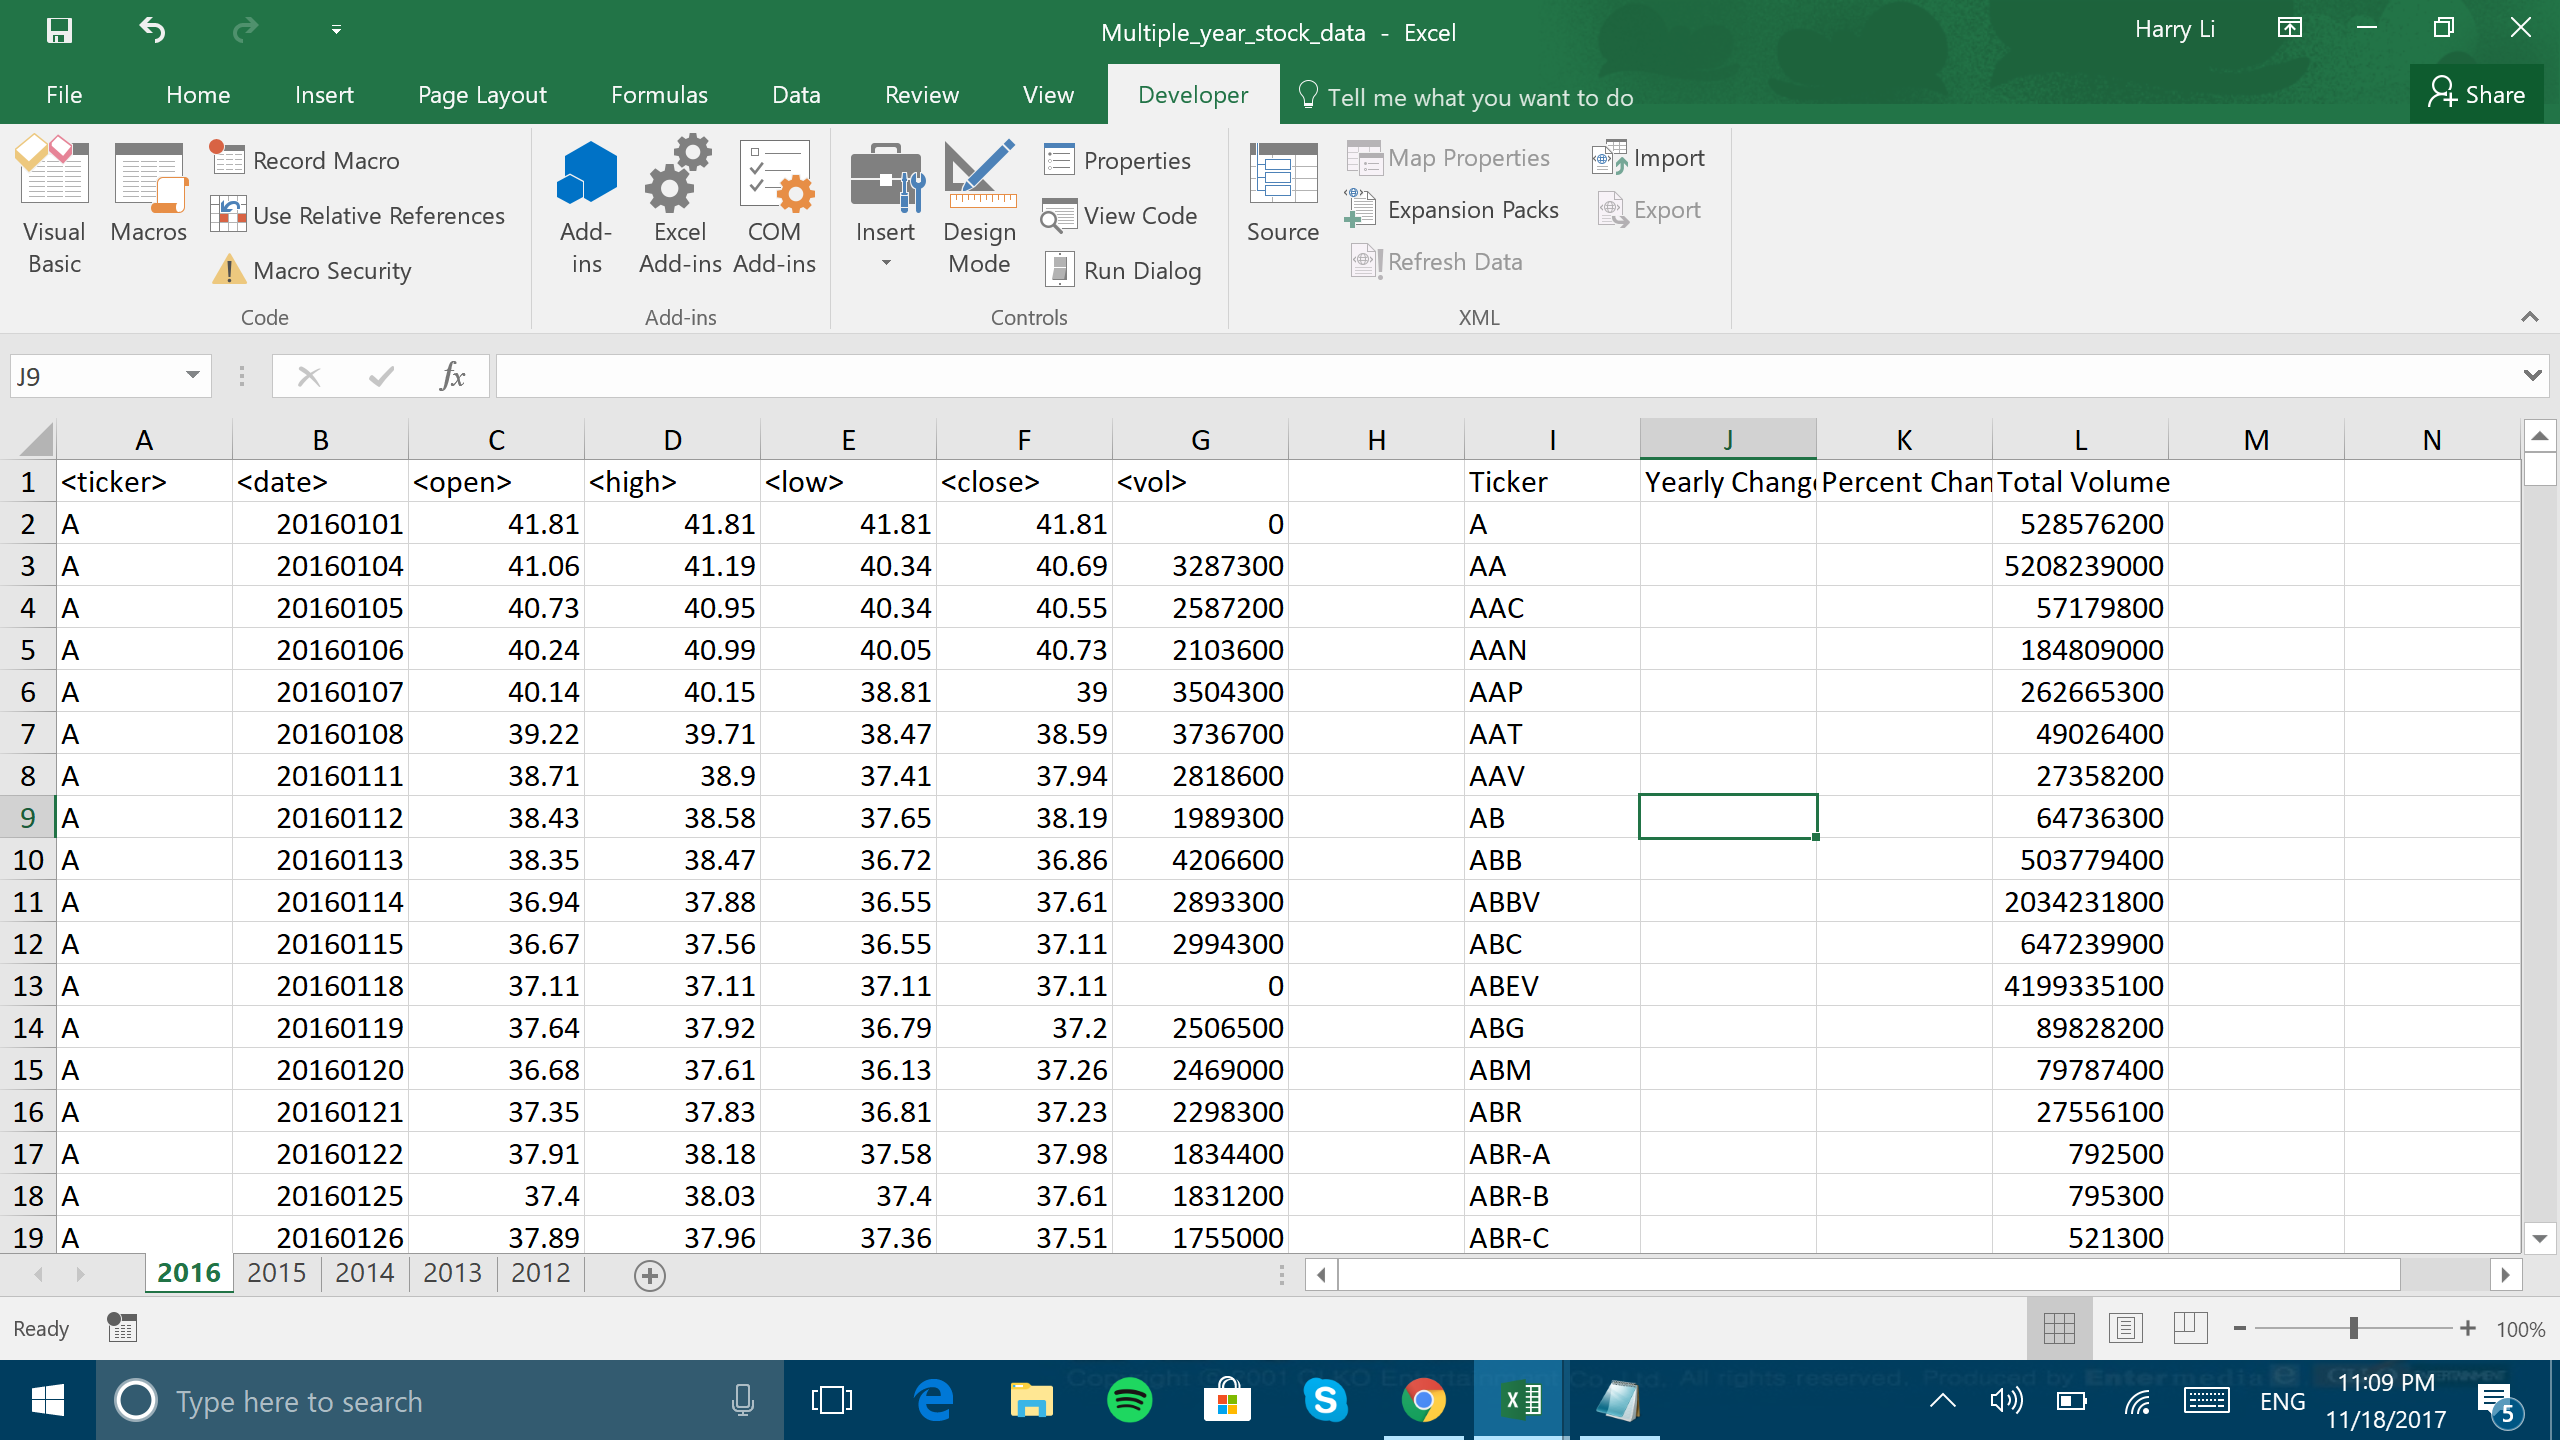 Multiple_year_stock_data - Excel
Harry Li
File Home Insert Page Layout Formulas Data Review View Developer Tell me what you want to do Share
Visual Basic
Macros
Record Macro
Use Relative References
Macro Security
Code
Add-ins
Excel Add-ins
COM Add-ins
Add-ins
Insert
Design Mode
Properties
View Code
Run Dialog
Controls
Source
Map Properties
Expansion Packs
Refresh Data
Import
Export
XML
J9
fx
A B C D E F G H I J K L M N
1 <ticker> <date> <open> <high> <low> <close> <vol> Ticker Yearly Change Percent Chan Total Volume
2 A 20160101 41.81 41.81 41.81 41.81 0 A 528576200
3 A 20160104 41.06 41.19 40.34 40.69 3287300 AA 5208239000
4 A 20160105 40.73 40.95 40.34 40.55 2587200 AAC 57179800
5 A 20160106 40.24 40.99 40.05 40.73 2103600 AAN 184809000
6 A 20160107 40.14 40.15 38.81 39 3504300 AAP 262665300
7 A 20160108 39.22 39.71 38.47 38.59 3736700 AAT 49026400
8 A 20160111 38.71 38.9 37.41 37.94 2818600 AAV 27358200
9 A 20160112 38.43 38.58 37.65 38.19 1989300 AB 64736300
10 A 20160113 38.35 38.47 36.72 36.86 4206600 ABB 503779400
11 A 20160114 36.94 37.88 36.55 37.61 2893300 ABBV 2034231800
12 A 20160115 36.67 37.56 36.55 37.11 2994300 ABC 647239900
13 A 20160118 37.11 37.11 37.11 37.11 0 ABEV 4199335100
14 A 20160119 37.64 37.92 36.79 37.2 2506500 ABG 89828200
15 A 20160120 36.68 37.61 36.13 37.26 2469000 ABM 79787400
16 A 20160121 37.35 37.83 36.81 37.23 2298300 ABR 27556100
17 A 20160122 37.91 38.18 37.58 37.98 1834400 ABR-A 792500
18 A 20160125 37.4 38.03 37.4 37.61 1831200 ABR-B 795300
19 A 20160126 37.89 37.96 37.36 37.51 1755000 ABR-C 521300
2016 2015 2014 2013 2012
Ready
100%
Type here to search
ENG
11:09 PM
11/18/2017
5